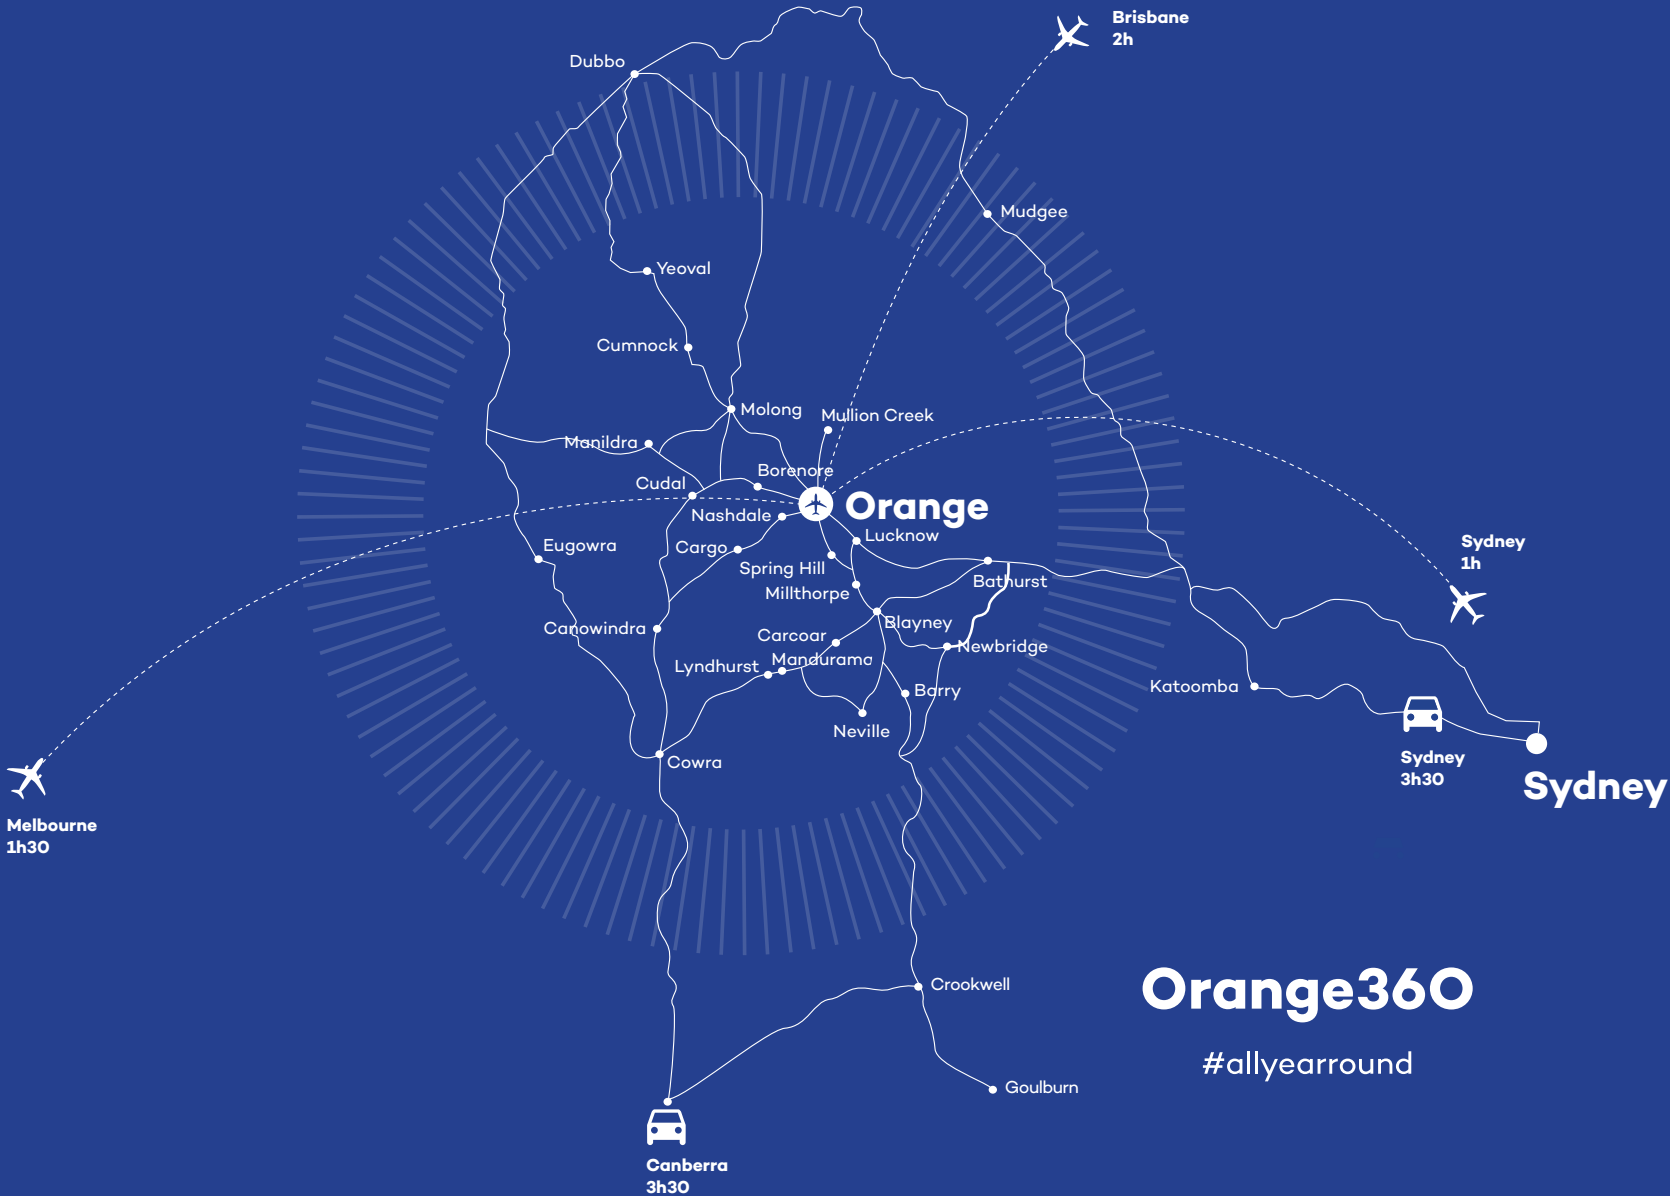 Brisbane
2h
Dubbo
Mudgee
Yeoval
Cumnock
Molong
Mullion Creek
Manildra
Borenore
Cudal
Orange
Nashdale
Lucknow
Eugowra
Cargo
Sydney
1h
Spring Hill
Bathurst
Millthorpe
Canowindra
Blayney
Carcoar
Newbridge
Mandurama
Lyndhurst
Katoomba
Barry
Neville
Cowra
Sydney
3h30
Sydney
Melbourne
1h30
Crookwell
Orange360
#allyearround
Goulburn
Canberra
3h30